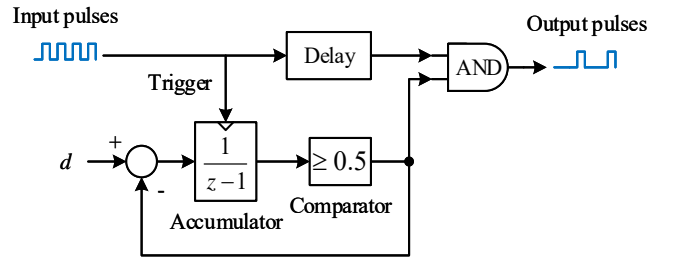 Input pulses
Output pulses
Delay
AND
Trigger
+
d
1
z-1
≥ 0.5
-
Comparator
Accumulator